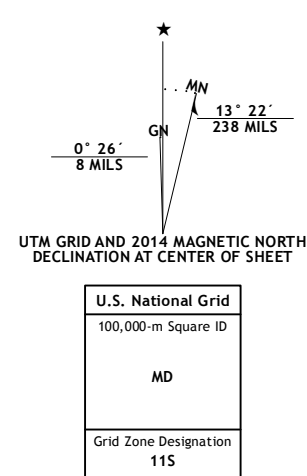 ★
MN
13° 22´
238 MILS
GN
0° 26´
8 MILS
UTM GRID AND 2014 MAGNETIC NORTH
DECLINATION AT CENTER OF SHEET
U.S. National Grid
100,000-m Square ID
MD
Grid Zone Designation
11S